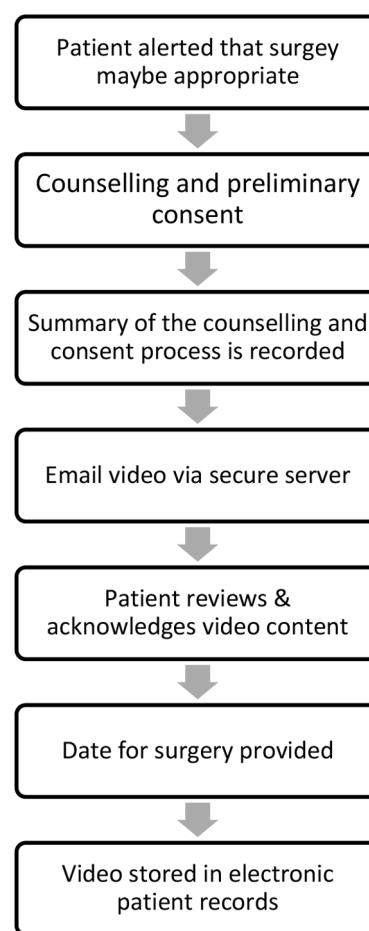 Patient alerted that surgey
maybe appropriate
Counselling and preliminary
consent
Summary of the counselling and
consent process is recorded
Email video via secure server
Patient reviews &
acknowledges video content
Date for surgery provided
Video stored in electronic
patient records